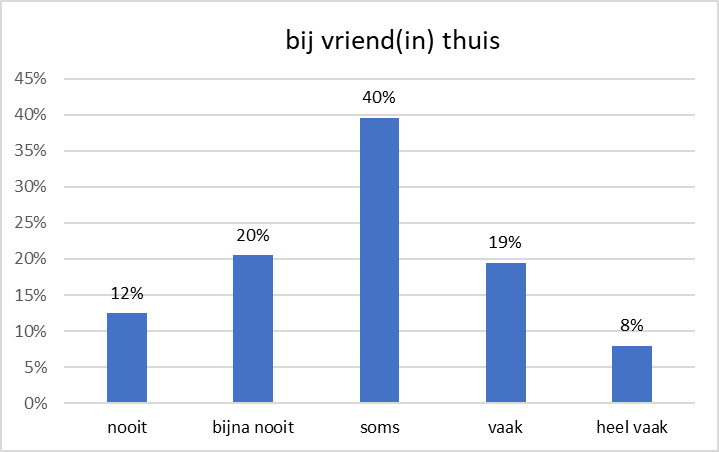 bij vriend(in) thuis
45%
40%
35%
30%
25%
20%
15%
10%
5%
0%
12%
20%
40%
19%
8%
nooit
bijna nooit
soms
vaak
heel vaak